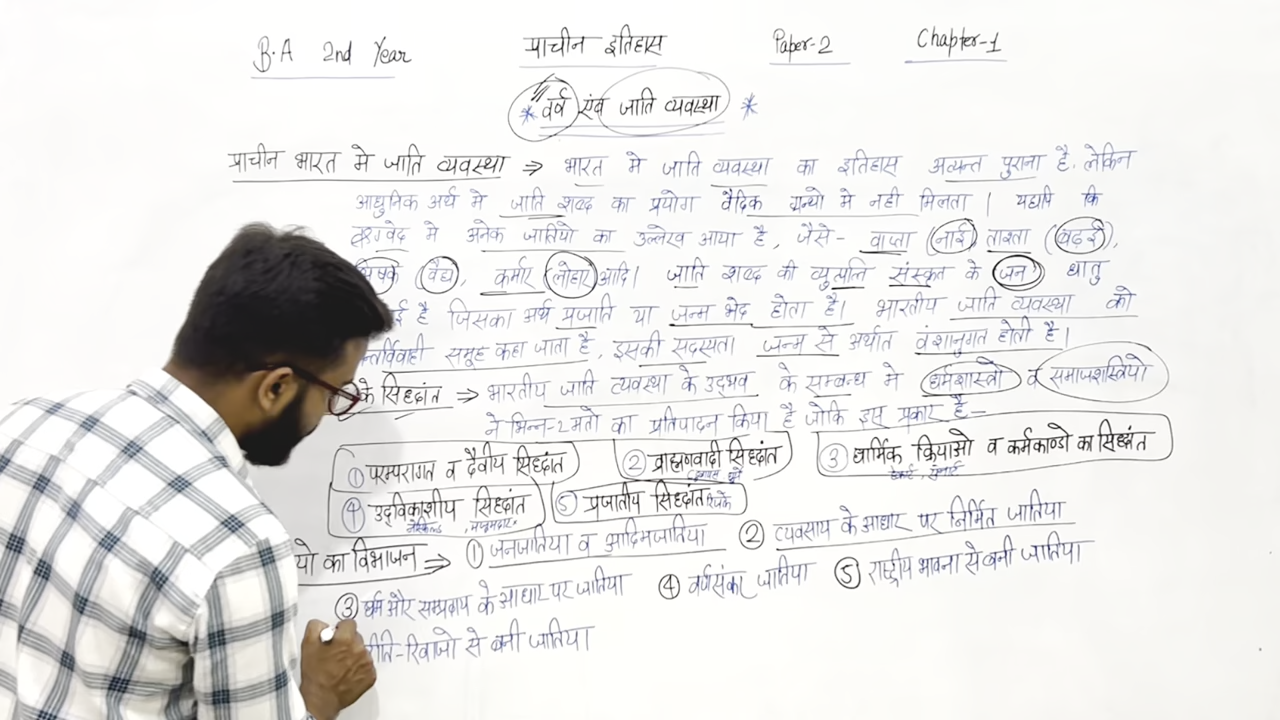 B.A 2nd Year प्राचीन इतिहास Paper-2 Chapter-1
* वर्ष एंव जाति व्यवस्था *
प्राचीन भारत मे जाति व्यवस्था ⇒ भारत मे जाति व्यवस्था का इतिहास अत्यन्त पुराना है. लेकिन
आधुनिक अर्थ मे जाति शब्द का प्रयोग वैदिक ग्रन्थो मे नही मिलता | यद्यपि कि
ऋग्वेद मे अनेक जातियो का उल्लेख आया है, जैसे- वाप्ता (नाई) तास्ता (बढ़ई),
(वैद्य), कर्मार (लोहार) आदि। जाति शब्द की व्युत्पत्ति संस्कृत के जन धातु
है जिसका अर्थ प्रजाति या जन्म भेद होता है। भारतीय जाति व्यवस्था को
समूह कहा जाता है, इसकी सदस्यता जन्म से अर्थात वंशानुगत होती है।
के सिद्धांत ⇒ भारतीय जाति व्यवस्था के उद्भव के सम्बन्ध मे धर्मशास्त्रो व समाजशास्त्रियो
ने भिन्न-2 मतो का प्रतिपादन किया है जोकि इस प्रकार है -
① परम्परागत व दैवीय सिद्धांत ② ब्राह्मणवादी सिद्धांत ③ धार्मिक क्रियाओ व कर्मकाण्डो का सिद्धांत
④ उद्विकाशीय सिद्धांत ⑤ प्रजातीय सिद्धांत
का विभाजन ⇒ ① जनजातिया व आदिमजातिया ② व्यवसाय के आधार पर निर्मित जातिया
③ धर्म और सम्प्रदाय के आधार पर जातिया ④ वर्णसंकर जातिया ⑤ राष्ट्रीय भावना से बनी जातिया
रीति-रिवाजो से बनी जातिया